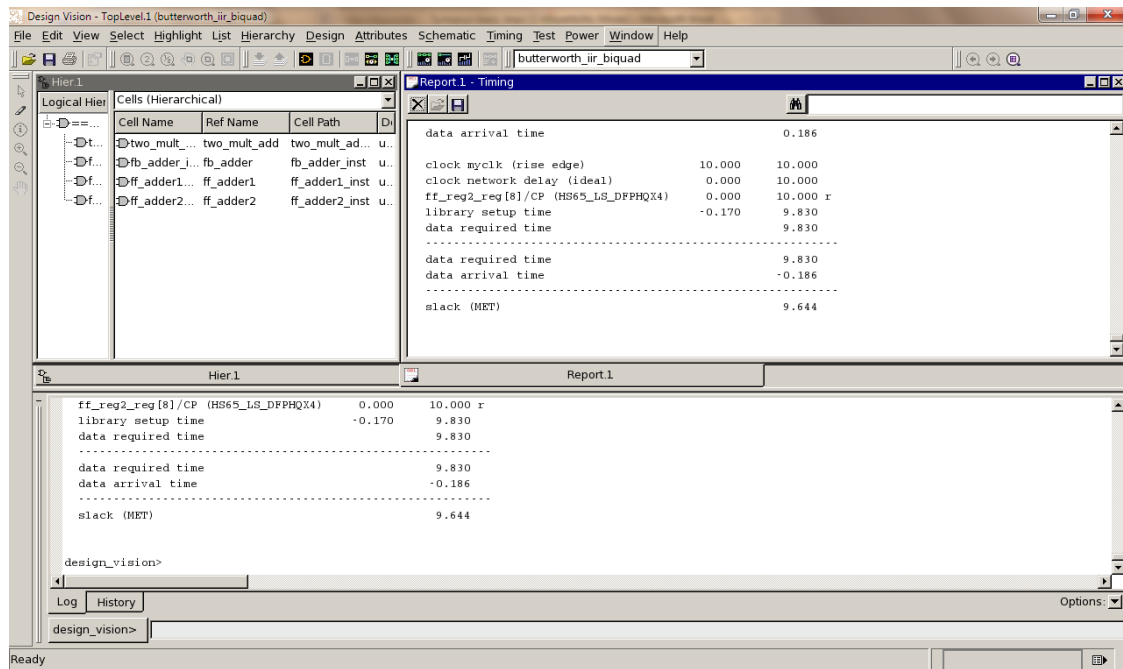 Design Vision - TopLevel.1 (butterworth_iir_biquad)
File Edit View Select Highlight List Hierarchy Design Attributes Schematic Timing Test Power Window Help
butterworth_iir_biquad
Hier.1
Logical Hier
Cells (Hierarchical)
Cell Name Ref Name Cell Path
two_mult_... two_mult_add two_mult_ad... u..
fb_adder_i... fb_adder fb_adder_inst u..
ff_adder1... ff_adder1 ff_adder1_inst u..
ff_adder2... ff_adder2 ff_adder2_inst u..
Report.1 - Timing
data arrival time 0.186
clock myclk (rise edge) 10.000 10.000
clock network delay (ideal) 0.000 10.000
ff_reg2_reg[8]/CP (HS65_LS_DFPHQX4) 0.000 10.000 r
library setup time -0.170 9.830
data required time 9.830
data required time 9.830
data arrival time -0.186
slack (MET) 9.644
Hier.1
Report.1
ff_reg2_reg[8]/CP (HS65_LS_DFPHQX4) 0.000 10.000 r
library setup time -0.170 9.830
data required time 9.830
data required time 9.830
data arrival time -0.186
slack (MET) 9.644
design_vision>
Log History
Options:
design_vision>
Ready